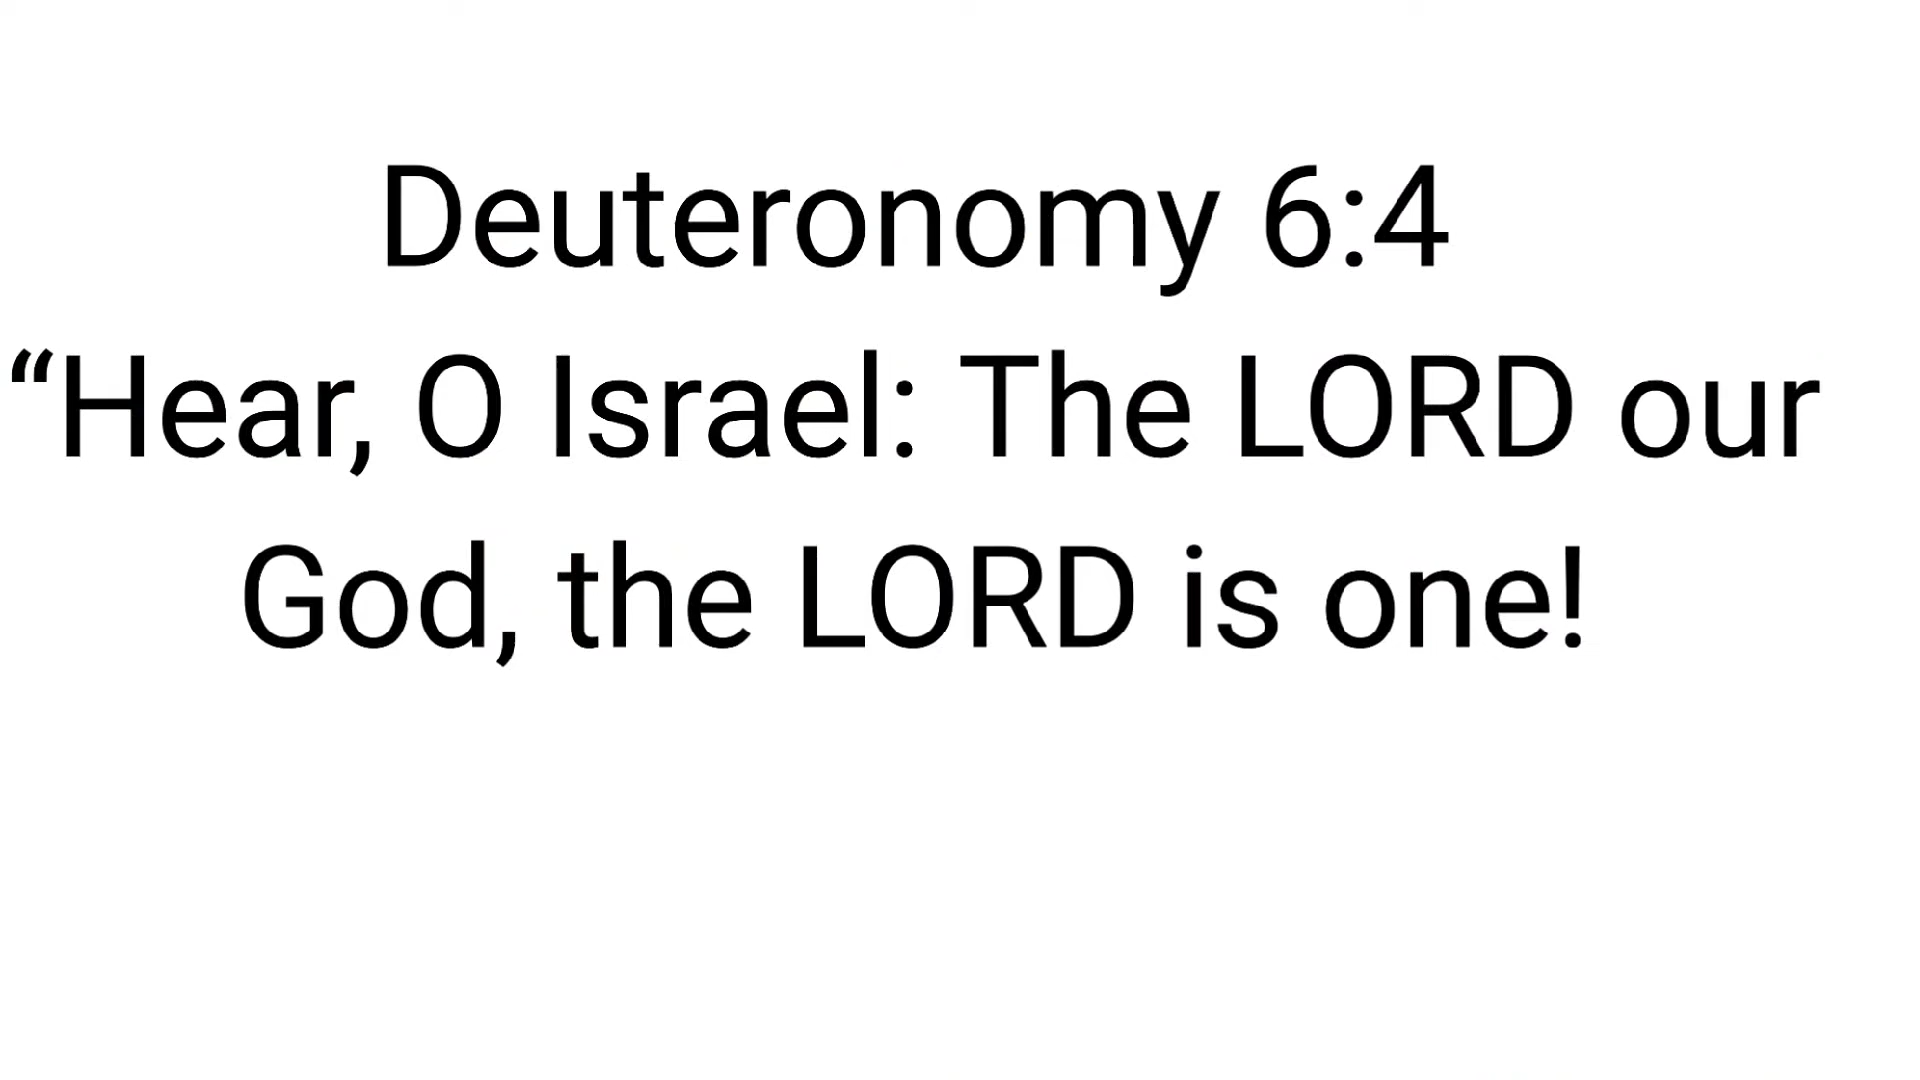 Deuteronomy 6:4
“Hear, O Israel: The LORD our
God, the LORD is one!